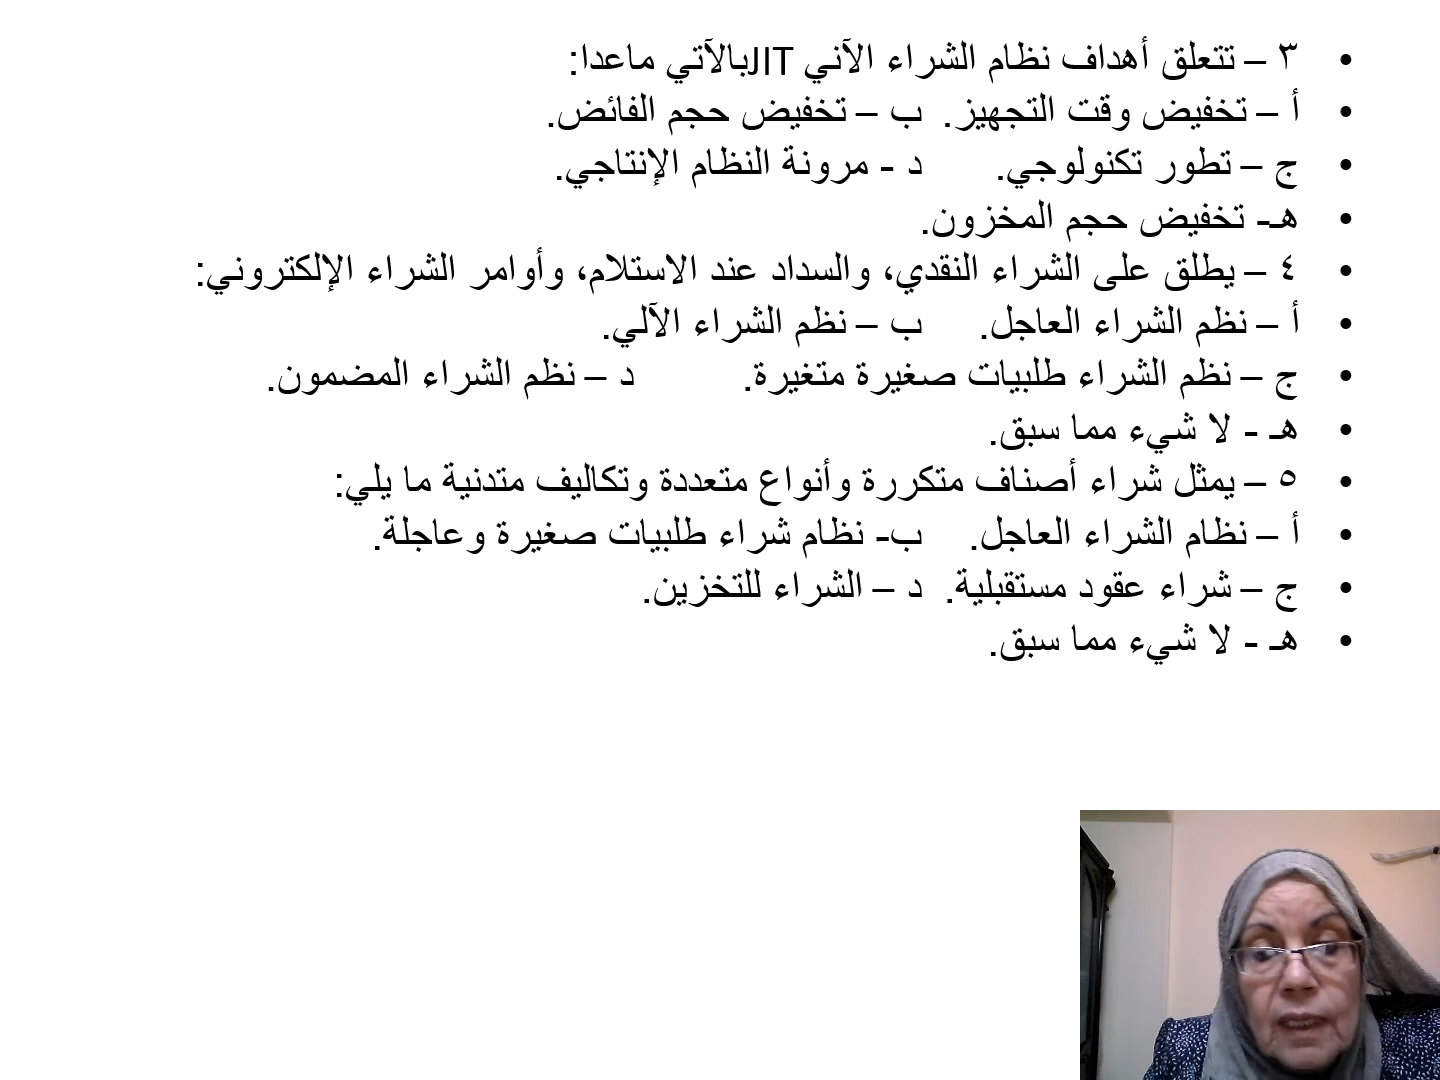 • ٣ – تتعلق أهداف نظام الشراء الآني JITبالآتي ماعدا:
• أ – تخفيض وقت التجهيز. ب – تخفيض حجم الفائض.
• ج – تطور تكنولوجي. د - مرونة النظام الإنتاجي.
• هـ- تخفيض حجم المخزون.
• ٤ – يطلق على الشراء النقدي، والسداد عند الاستلام، وأوامر الشراء الإلكتروني:
• أ – نظم الشراء العاجل. ب – نظم الشراء الآلي.
• ج – نظم الشراء طلبيات صغيرة متغيرة. د – نظم الشراء المضمون.
• هـ - لا شيء مما سبق.
• ٥ – يمثل شراء أصناف متكررة وأنواع متعددة وتكاليف متدنية ما يلي:
• أ – نظام الشراء العاجل. ب- نظام شراء طلبيات صغيرة وعاجلة.
• ج – شراء عقود مستقبلية. د – الشراء للتخزين.
• هـ - لا شيء مما سبق.